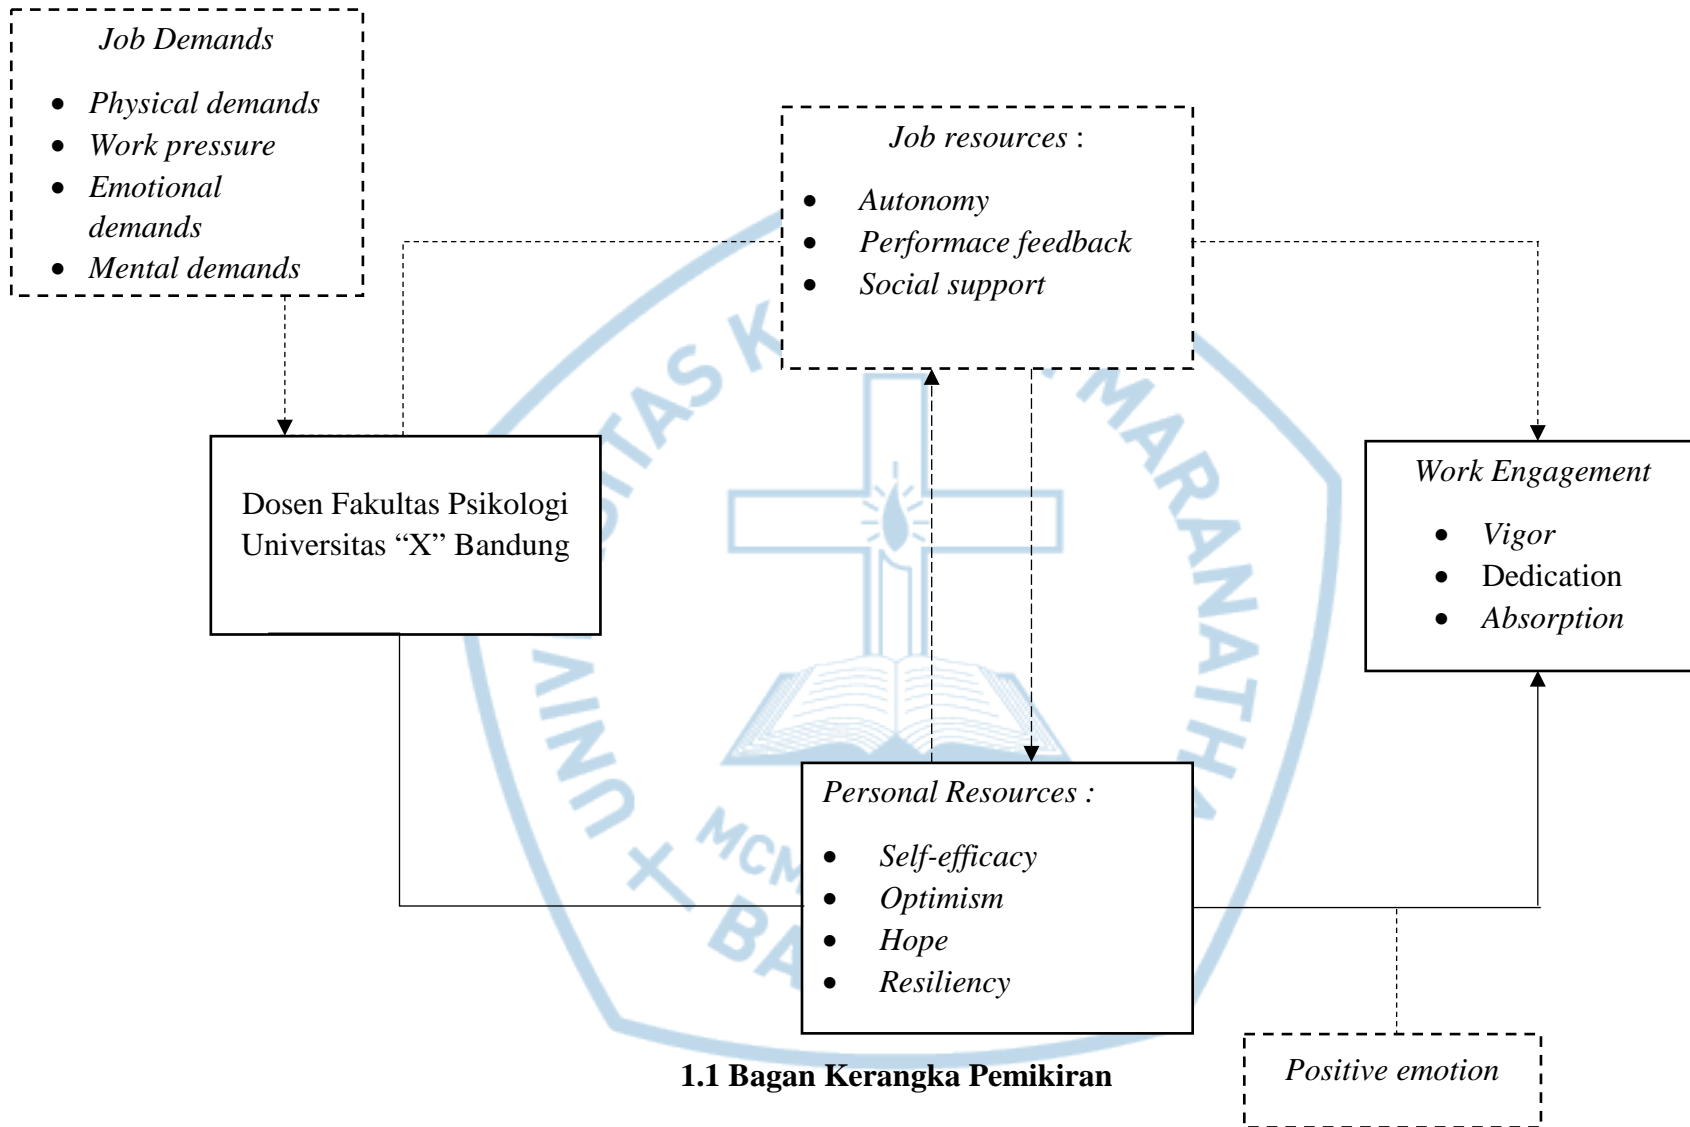 Job Demands
• Physical demands
• Work pressure
• Emotional
demands
• Mental demands
Job resources :
• Autonomy
• Performace feedback
• Social support
Dosen Fakultas Psikologi
Universitas “X” Bandung
Work Engagement
• Vigor
• Dedication
• Absorption
Personal Resources :
• Self-efficacy
• Optimism
• Hope
• Resiliency
Positive emotion
1.1 Bagan Kerangka Pemikiran
MARANATHA